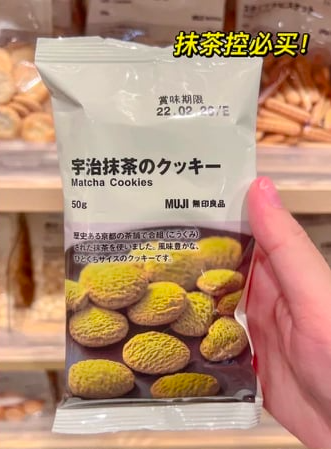 抹茶控必买！
賞味期限
22.02.20/E
宇治抹茶のクッキー
Matcha Cookies
50g
MUJI 無印良品
歴史ある京都の茶舗で合組（ごうぐみ）
された抹茶を使いました。風味豊かな、
ひとくちサイズのクッキーです。